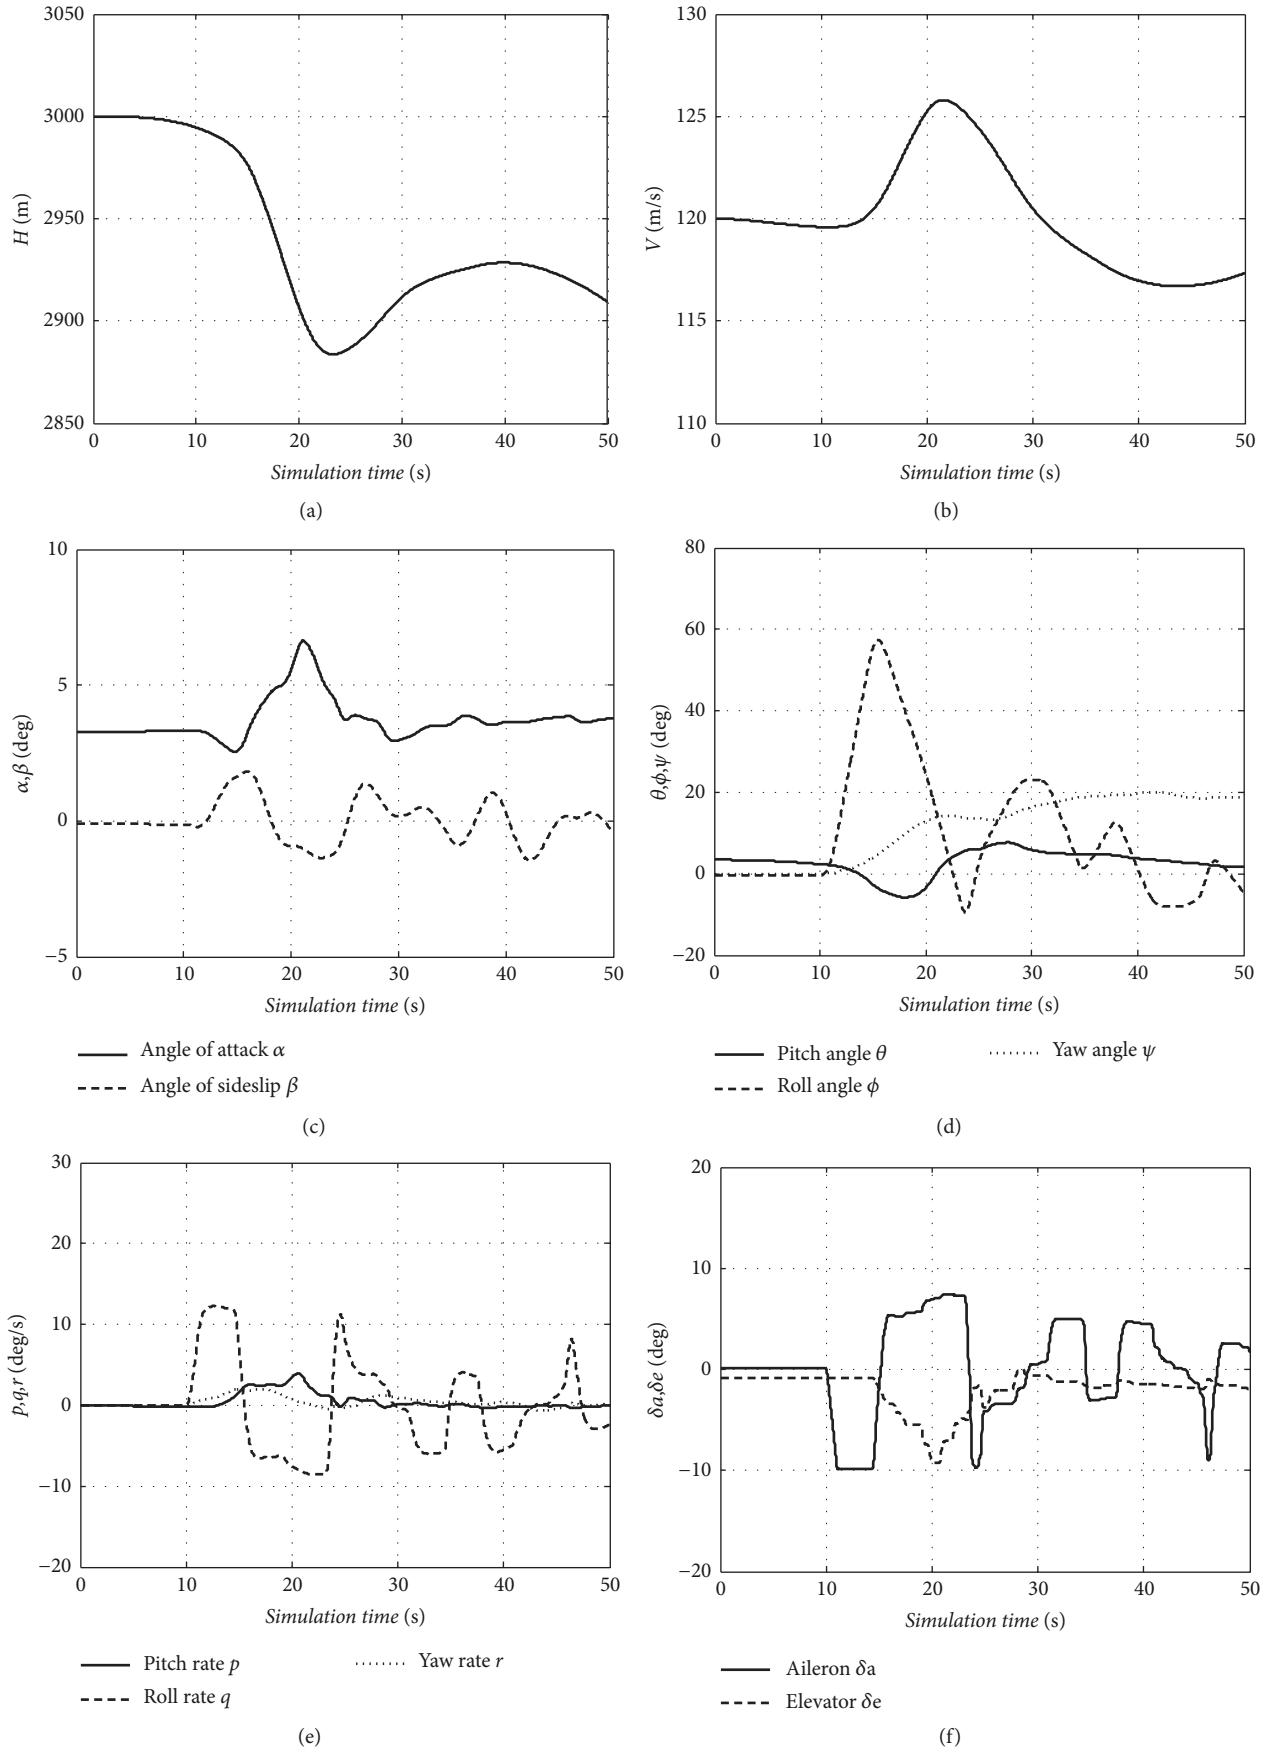 3050
3000
2950
2900
2850
H (m)
0 10 20 30 40 50
Simulation time (s)
(a)
130
125
120
115
110
V (m/s)
0 10 20 30 40 50
Simulation time (s)
(b)
10
5
0
−5
α,β (deg)
0 10 20 30 40 50
Simulation time (s)
Angle of attack α
Angle of sideslip β
(c)
80
60
40
20
0
−20
θ,ϕ,ψ (deg)
0 10 20 30 40 50
Simulation time (s)
Pitch angle θ
Roll angle ϕ
Yaw angle ψ
(d)
30
20
10
0
−10
−20
p,q,r (deg/s)
0 10 20 30 40 50
Simulation time (s)
Pitch rate p
Roll rate q
Yaw rate r
(e)
20
10
0
−10
−20
δa,δe (deg)
0 10 20 30 40 50
Simulation time (s)
Aileron δa
Elevator δe
(f)